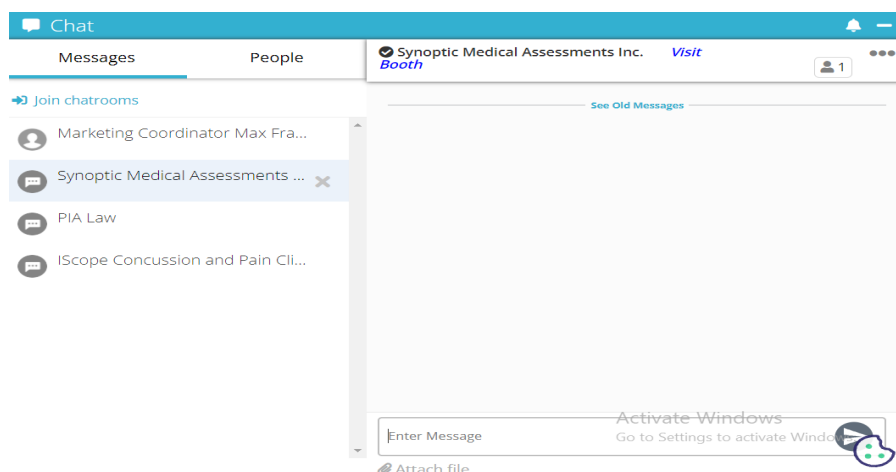 Chat
Messages People
Join chatrooms
Marketing Coordinator Max Fra...
Synoptic Medical Assessments ...
PIA Law
IScope Concussion and Pain Cli...
Synoptic Medical Assessments Inc. Visit
Booth
1
See Old Messages
Enter Message
Activate Windows
Go to Settings to activate Windo
Attach file